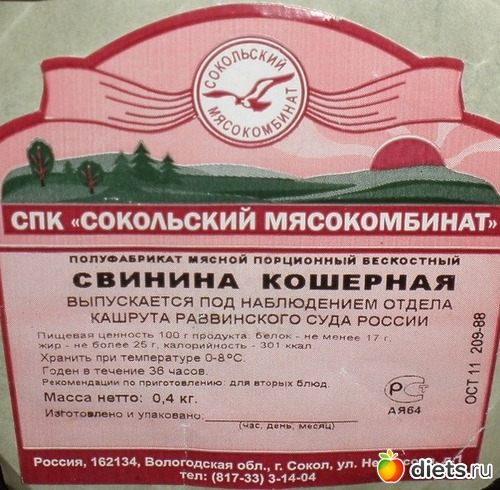 СОКОЛЬСКИЙ
МЯСОКОМБИНАТ
СПК «СОКОЛЬСКИЙ МЯСОКОМБИНАТ»
ПОЛУФАБРИКАТ МЯСНОЙ ПОРЦИОННЫЙ БЕСКОСТНЫЙ
СВИНИНА КОШЕРНАЯ
ВЫПУСКАЕТСЯ ПОД НАБЛЮДЕНИЕМ ОТДЕЛА
КАШРУТА РАВВИНСКОГО СУДА РОССИИ
Пищевая ценность 100 г продукта: белок - не менее 17 г.
жир - не более 25 г, калорийность - 301 ккал.
Хранить при температуре 0-8°С.
Годен в течение 36 часов.
Рекомендации по приготовлению: для вторых блюд.
Масса нетто: 0,4 кг.
Изготовлено и упаковано:
(час, день, месяц)
РСТ
АЯ64
ОСТ 11 209-88
Россия, 162134, Вологодская обл., г. Сокол, ул.
тел: (817-33) 3-14-04
diets.ru